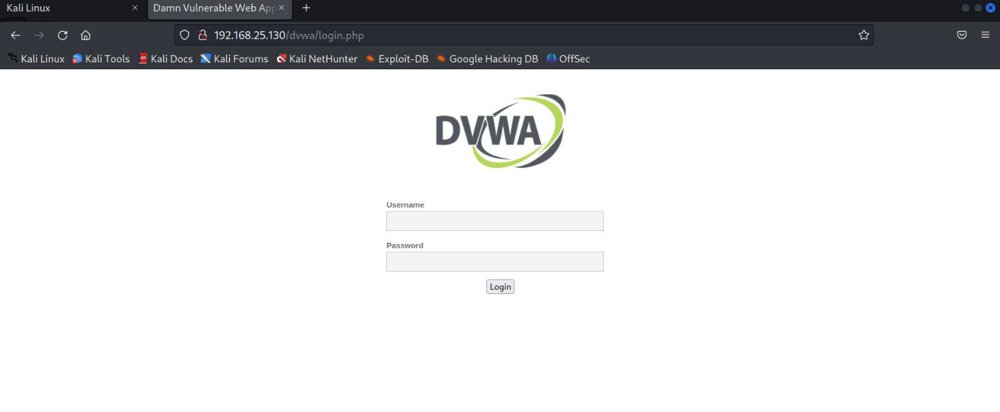 Kali Linux
Damn Vulnerable Web App
192.168.25.130/dvwa/login.php
Kali Linux Kali Tools Kali Docs Kali Forums Kali NetHunter Exploit-DB Google Hacking DB OffSec
DVWA
Username
Password
Login